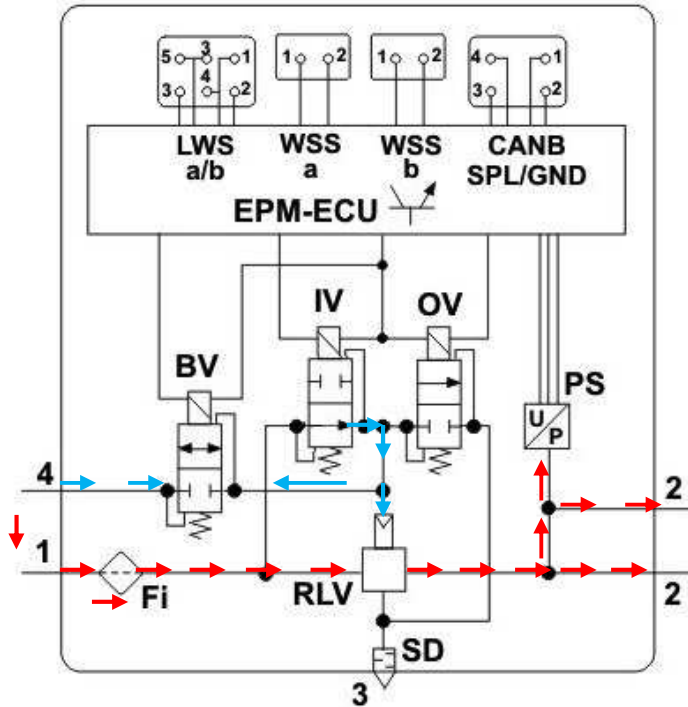 5 3 1
3 4 2
1 2
1 2
4 1
3 2
LWS a/b
WSS a
WSS b
CANB SPL/GND
EPM-ECU
IV
OV
BV
PS
U
P
4
2
1
Fi
RLV
2
SD
3